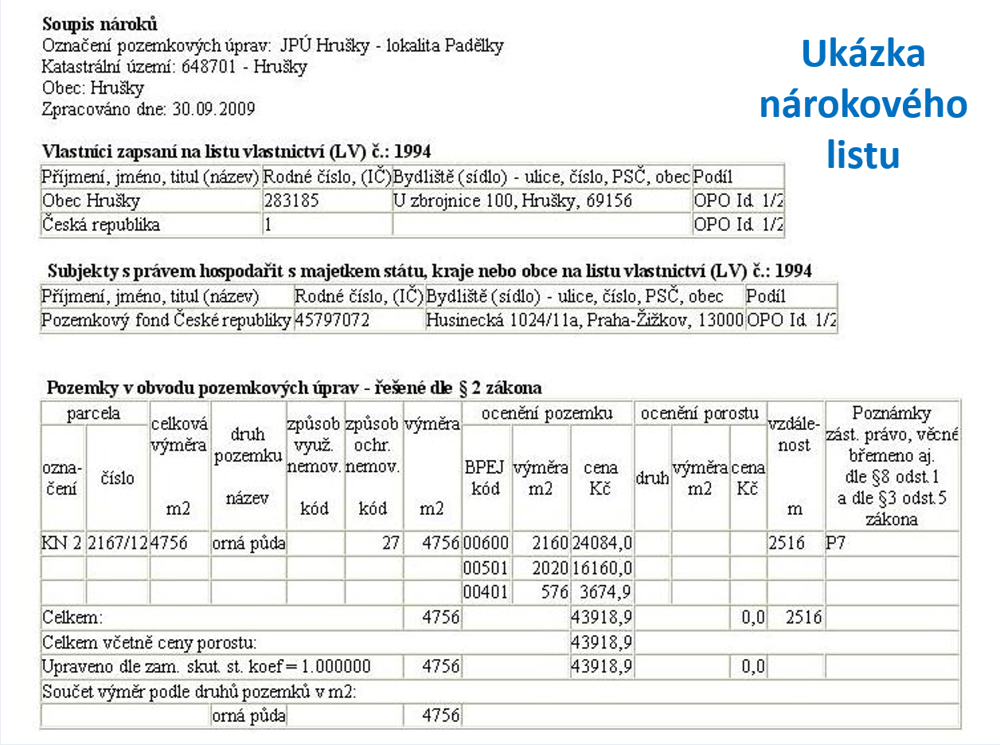 Soupis nároků
Označení pozemkových úprav: JPÚ Hrušky - lokalita Padělky
Katastrální území: 648701 - Hrušky
Obec: Hrušky
Zpracováno dne: 30.09.2009
Ukázka
nárokového
listu
Vlastníci zapsaní na listu vlastnictví (LV) č.: 1994
Příjmení, jméno, titul (název) Rodné číslo, (IČ) Bydliště (sídlo) - ulice, číslo, PSČ, obec Podíl
Obec Hrušky 283185 U zbrojnice 100, Hrušky, 69156 OPO Id. 1/2
Česká republika 1 OPO Id. 1/2
Subjekty s právem hospodařit s majetkem státu, kraje nebo obce na listu vlastnictví (LV) č.: 1994
Příjmení, jméno, titul (název) Rodné číslo, (IČ) Bydliště (sídlo) - ulice, číslo, PSČ, obec Podíl
Pozemkový fond České republiky 45797072 Husinecká 1024/11a, Praha-Žižkov, 13000 OPO Id. 1/2
Pozemky v obvodu pozemkových úprav - řešené dle § 2 zákona
parcela
ozna-
čení
číslo
celková
výměra
m2
druh
pozemku
název
způsob
využ.
nemov.
kód
způsob
ochr.
nemov.
kód
výměra
m2
ocenění pozemku
BPEJ
kód
výměra
m2
cena
Kč
ocenění porostu
druh
výměra
m2
cena
Kč
vzdále-
nost
m
Poznámky
zást. právo, věcné
břemeno aj.
dle §8 odst.1
a dle §3 odst.5
zákona
KN 2 2167/12 4756 orná půda 27 4756 00600 2160 24084,0 2516 P7
00501 2020 16160,0
00401 576 3674,9
Celkem: 4756 43918,9 0,0 2516
Celkem včetně ceny porostu: 43918,9
Upraveno dle zam. skut. st. koef = 1.000000 4756 43918,9 0,0
Součet výměr podle druhů pozemků v m2:
orná půda 4756